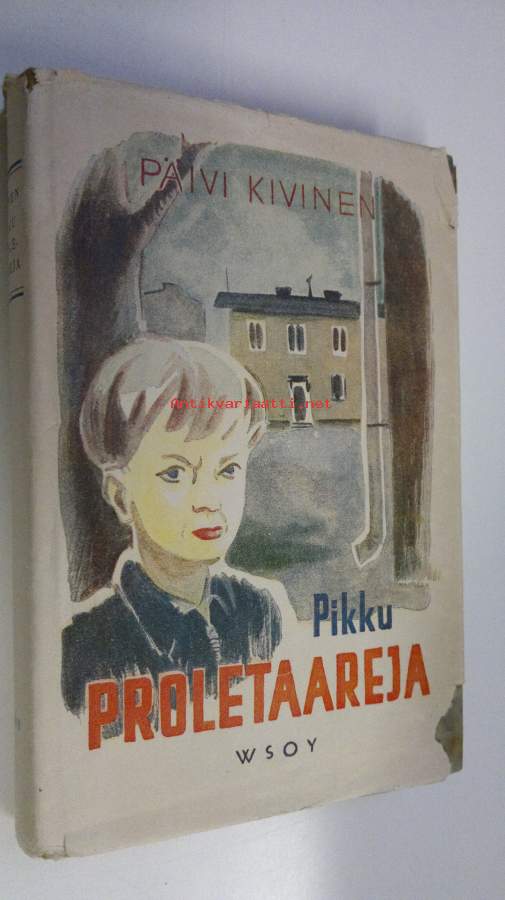 PÄIVI KIVINEN
Antikvariaatti.net
Pikku
PROLETAAREJA
WSOY